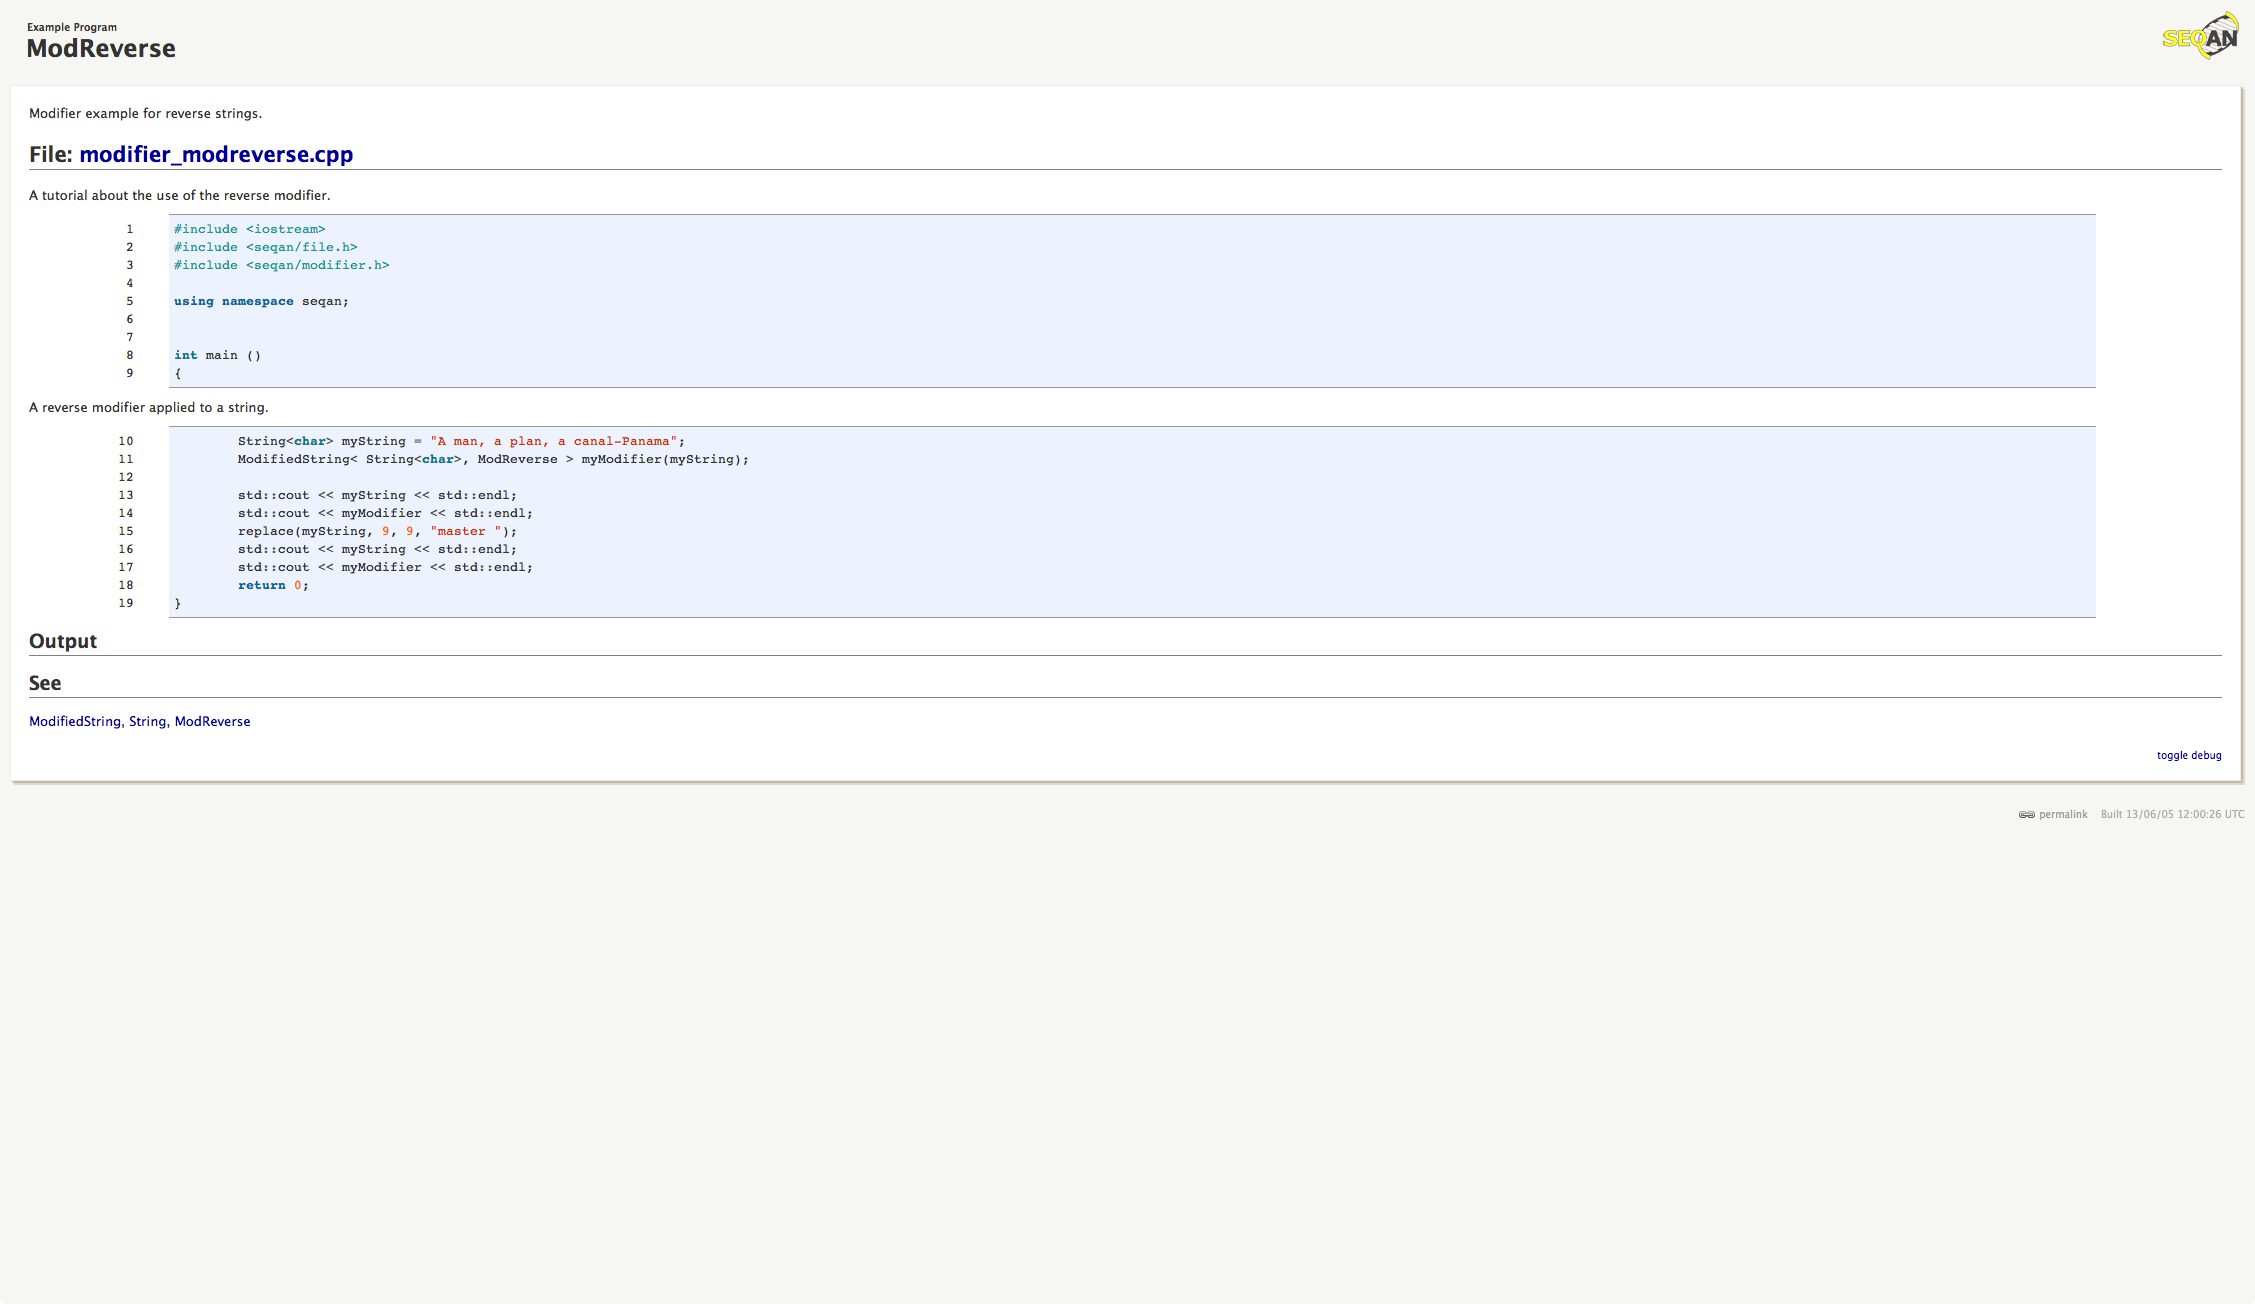 Example Program
ModReverse
SEQAN
Modifier example for reverse strings.
File: modifier_modreverse.cpp
A tutorial about the use of the reverse modifier.
1 #include <iostream>
2 #include <seqan/file.h>
3 #include <seqan/modifier.h>
4
5 using namespace seqan;
6
7
8 int main ()
9 {
A reverse modifier applied to a string.
10 String<char> myString = "A man, a plan, a canal-Panama";
11 ModifiedString< String<char>, ModReverse > myModifier(myString);
12
13 std::cout << myString << std::endl;
14 std::cout << myModifier << std::endl;
15 replace(myString, 9, 9, "master ");
16 std::cout << myString << std::endl;
17 std::cout << myModifier << std::endl;
18 return 0;
19 }
Output
See
ModifiedString, String, ModReverse
toggle debug
permalink Built 13/06/05 12:00:26 UTC